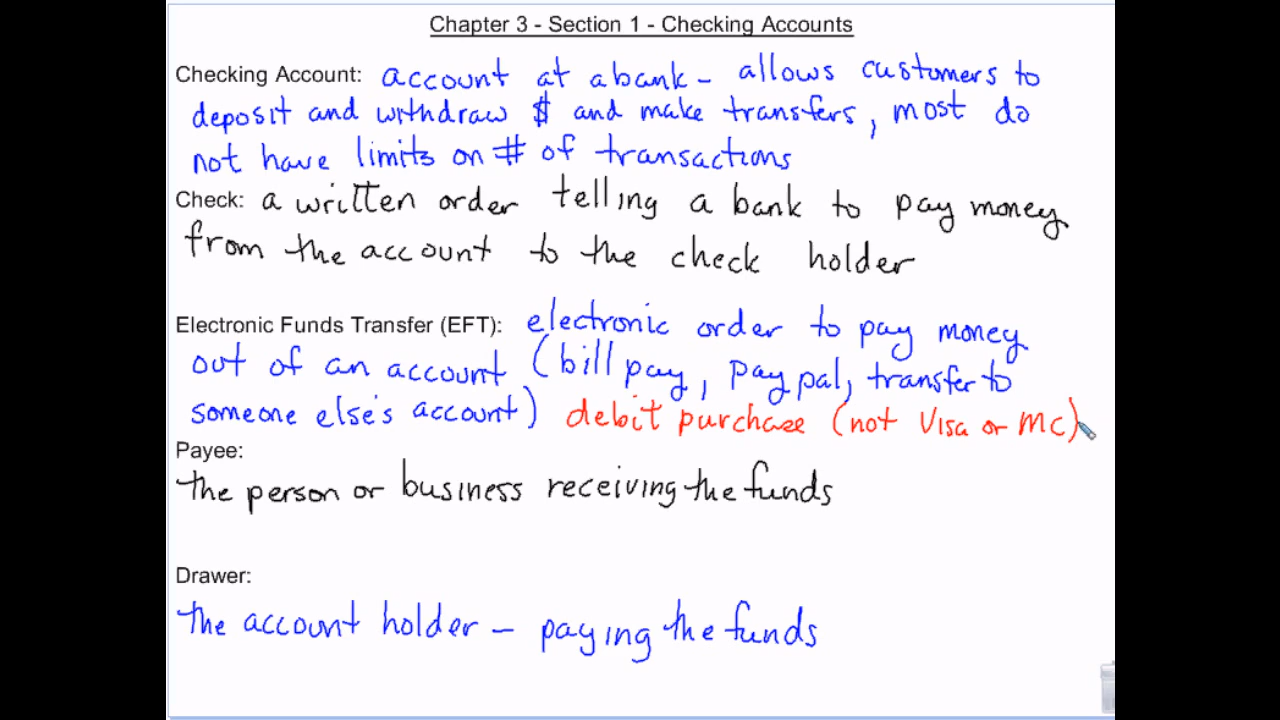 Chapter 3 - Section 1 - Checking Accounts
Checking Account: account at a bank - allows customers to
deposit and withdraw $ and make transfers, most do
not have limits on # of transactions
Check: a written order telling a bank to pay money
from the account to the check holder
Electronic Funds Transfer (EFT): electronic order to pay money
out of an account (bill pay, paypal, transfer to
someone else's account) debit purchase (not Visa or MC)
Payee:
the person or business receiving the funds
Drawer:
the account holder - paying the funds